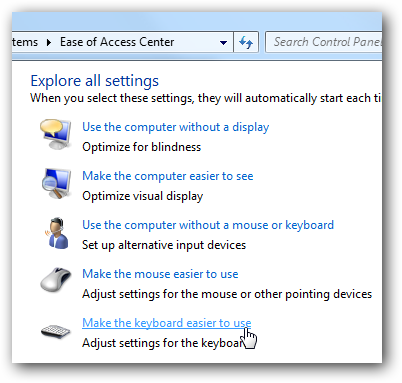 tems ▸ Ease of Access Center
Search Control Pane
Explore all settings
When you select these settings, they will automatically start each ti
Use the computer without a display
Optimize for blindness
Make the computer easier to see
Optimize visual display
Use the computer without a mouse or keyboard
Set up alternative input devices
Make the mouse easier to use
Adjust settings for the mouse or other pointing devices
Make the keyboard easier to use
Adjust settings for the keyboar